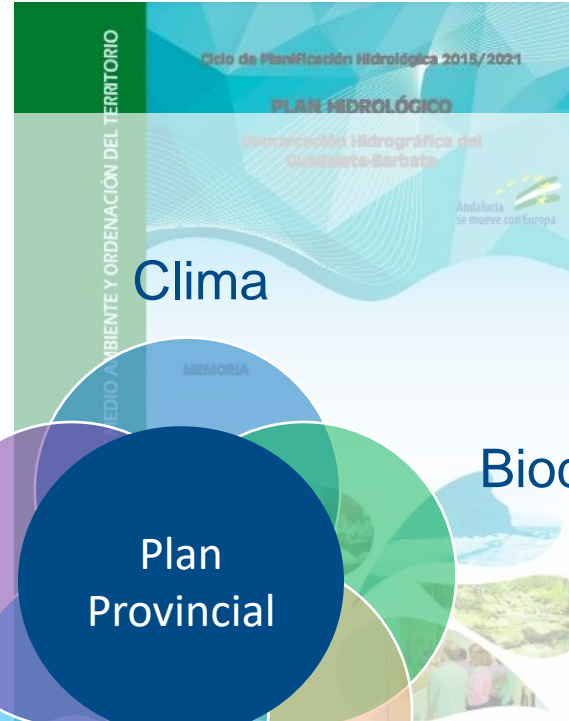 Ciclo de Planificación Hidrológica 2015/2021
PLAN HIDROLÓGICO
Demarcación Hidrográfica del
Guadalete-Barbate
Andalucía
se mueve con Europa
MEDIO AMBIENTE Y ORDENACIÓN DEL TERRITORIO
Clima
MEMORIA
Biod
Plan
Provincial